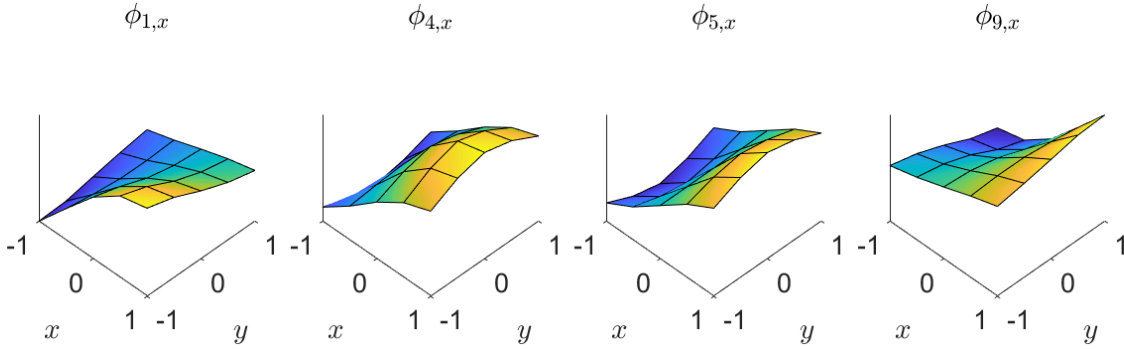 ϕ₁,ₓ ϕ₄,ₓ ϕ₅,ₓ ϕ₉,ₓ
-1 1 -1 1 -1 1 -1 1
0 0 0 0 0 0 0 0
1 -1 1 -1 1 -1 1 -1
x y x y x y x y